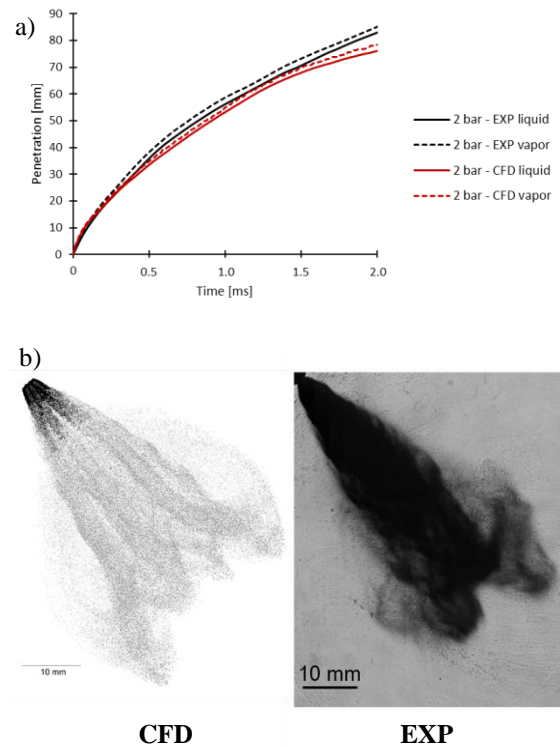 a)
90
80
70
60
50
40
30
20
10
0
Penetration [mm]
0
0.5
1.0
1.5
2.0
Time [ms]
2 bar - EXP liquid
2 bar - EXP vapor
2 bar - CFD liquid
2 bar - CFD vapor
b)
10 mm
10 mm
CFD
EXP